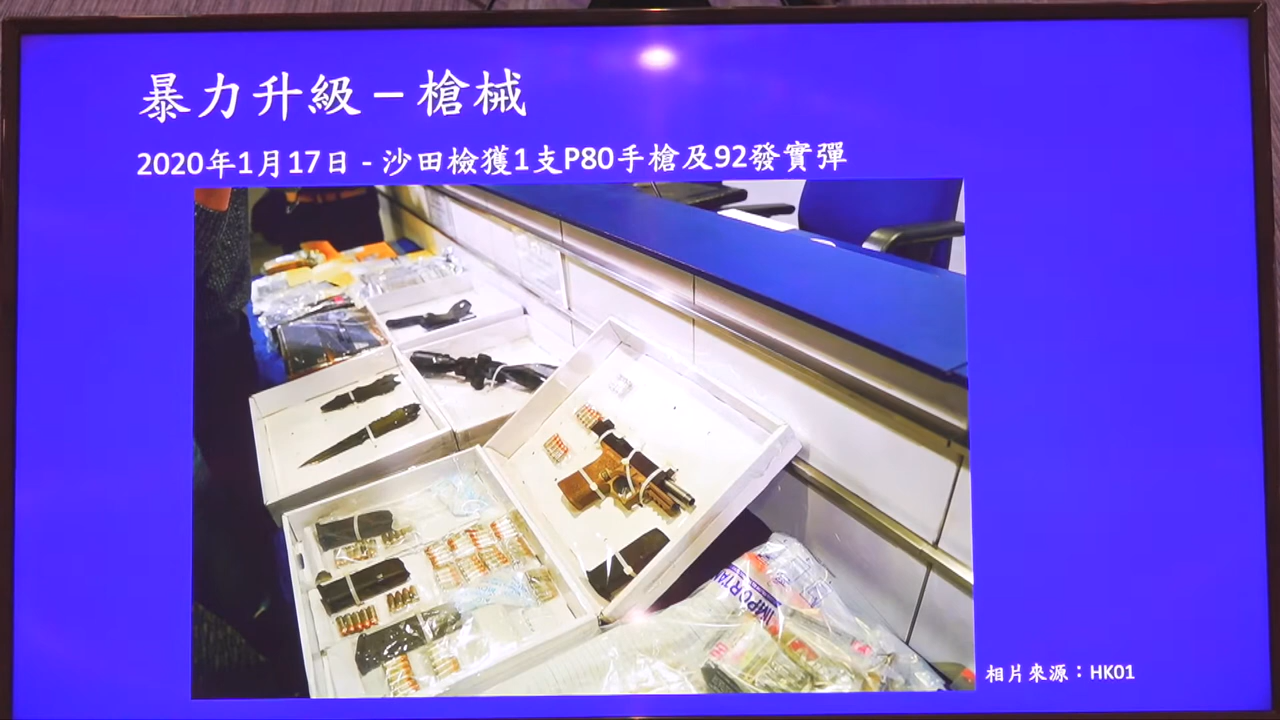 暴力升級 – 槍械
2020年1月17日 - 沙田檢獲1支P80手槍及92發實彈
IMPORTAN
相片來源：HK01